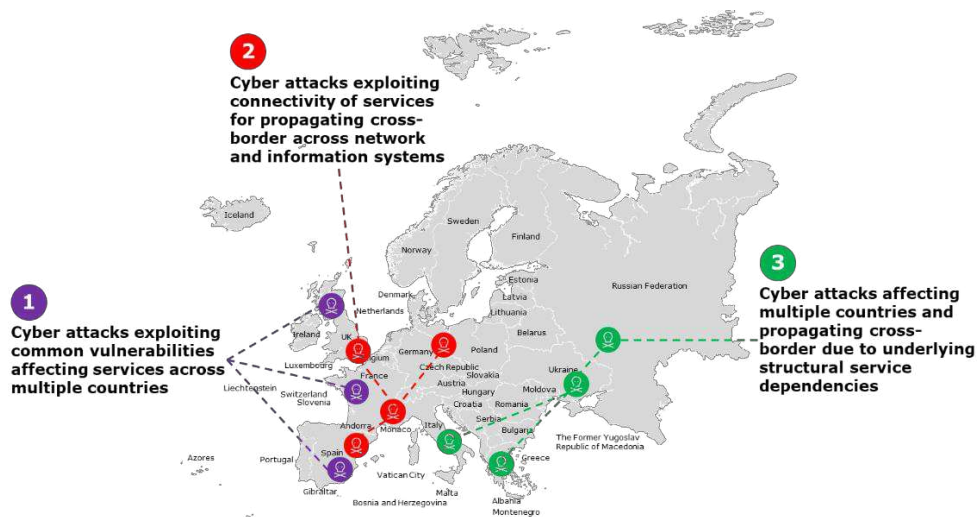 2
Cyber attacks exploiting
connectivity of services
for propagating cross-
border across network
and information systems
1
Cyber attacks exploiting
common vulnerabilities
affecting services across
multiple countries
3
Cyber attacks affecting
multiple countries and
propagating cross-
border due to underlying
structural service
dependencies
Iceland
Sweden
Norway
Finland
Russian Federation
Estonia
Latvia
Lithuania
Denmark
Netherlands
Ireland
UK
Belarus
Luxembourg
gium
Germany
Poland
Czech Republic
France
Slovakia
Ukraine
Liechtenstein
Switzerland
Slovenia
Austria
Hungary
Moldova
Croatia
Romania
Serbia
Andorra
Monaco
Italy
Bulgaria
The Former Yugoslav
Republic of Macedonia
Azores
Portugal
Spain
Greece
Vatican City
Gibraltar
Malta
Bosnia and Herzegovina
Albania
Montenegro